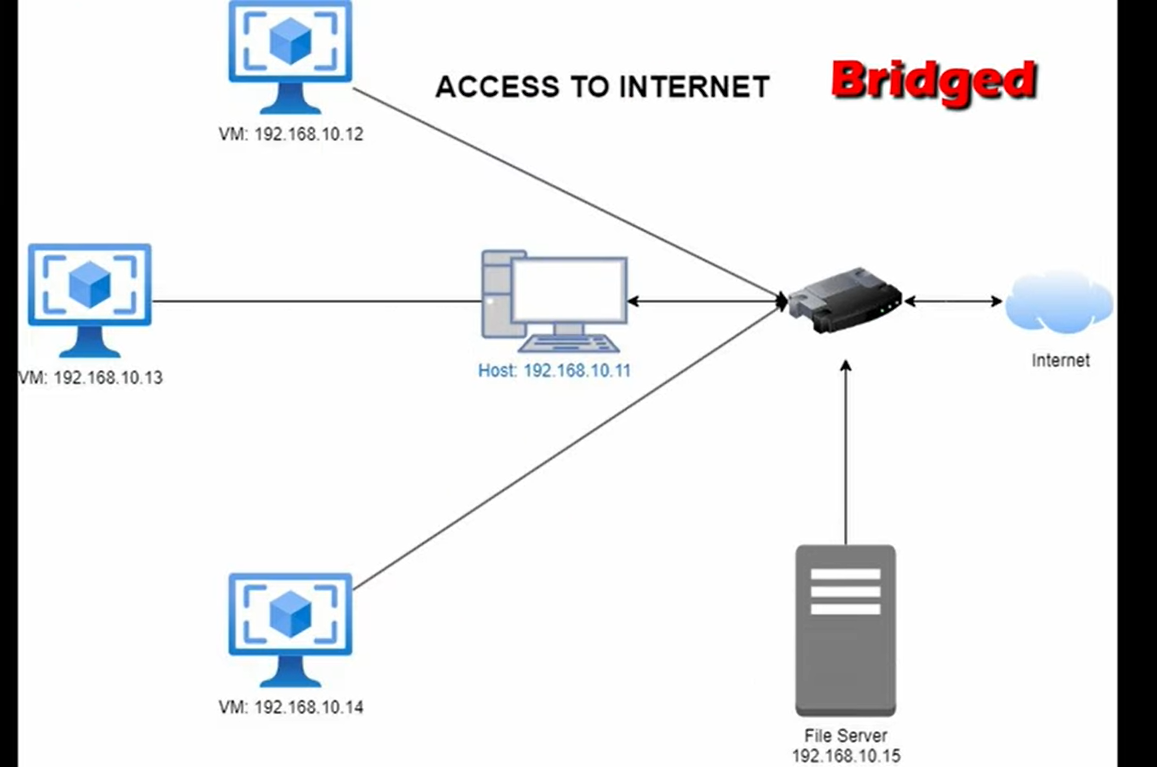 ACCESS TO INTERNET
Bridged
VM: 192.168.10.12
VM: 192.168.10.13
Host: 192.168.10.11
Internet
VM: 192.168.10.14
File Server
192.168.10.15